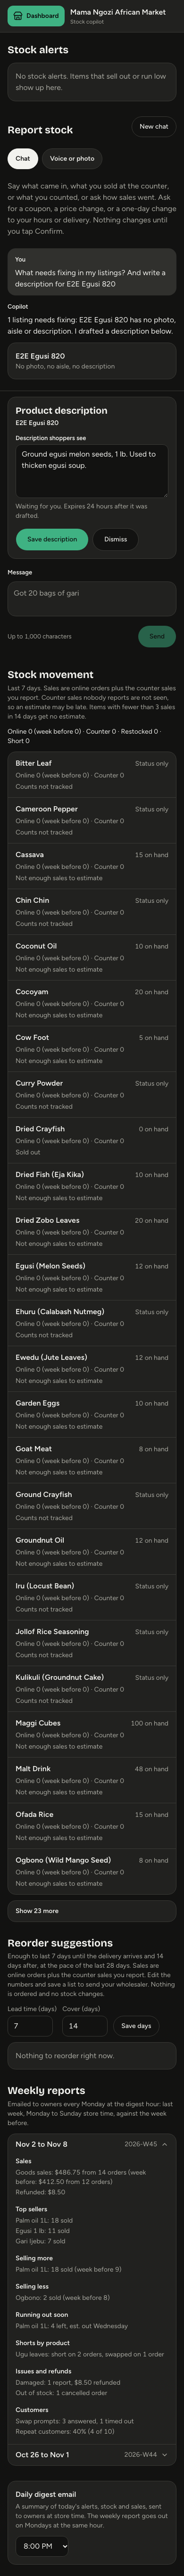 Dashboard
Mama Ngozi African Market
Stock copilot
Stock alerts
No stock alerts. Items that sell out or run low
show up here.
Report stock
New chat
Chat
Voice or photo
Say what came in, what you sold at the counter,
or what you counted, or ask how sales went. Ask
for a coupon, a price change, or a one-day change
to your hours or delivery. Nothing changes until
you tap Confirm.
You
What needs fixing in my listings? And write a
description for E2E Egusi 820
Copilot
1 listing needs fixing: E2E Egusi 820 has no photo,
aisle or description. I drafted a description below.
E2E Egusi 820
No photo, no aisle, no description
Product description
E2E Egusi 820
Description shoppers see
Ground egusi melon seeds, 1 lb. Used to
thicken egusi soup.
Waiting for you. Expires 24 hours after it was
drafted.
Save description
Dismiss
Message
Got 20 bags of gari
Up to 1,000 characters
Send
Stock movement
Last 7 days. Sales are online orders plus the counter sales
you report. Counter sales nobody reports are not seen,
so an estimate may be late. Items with fewer than 3 sales
in 14 days get no estimate.
Online 0 (week before 0) · Counter 0 · Restocked 0 ·
Short 0
Bitter Leaf
Status only
Online 0 (week before 0) · Counter 0
Counts not tracked
Cameroon Pepper
Status only
Online 0 (week before 0) · Counter 0
Counts not tracked
Cassava
15 on hand
Online 0 (week before 0) · Counter 0
Not enough sales to estimate
Chin Chin
Status only
Online 0 (week before 0) · Counter 0
Counts not tracked
Coconut Oil
10 on hand
Online 0 (week before 0) · Counter 0
Not enough sales to estimate
Cocoyam
20 on hand
Online 0 (week before 0) · Counter 0
Not enough sales to estimate
Cow Foot
5 on hand
Online 0 (week before 0) · Counter 0
Not enough sales to estimate
Curry Powder
Status only
Online 0 (week before 0) · Counter 0
Counts not tracked
Dried Crayfish
0 on hand
Online 0 (week before 0) · Counter 0
Sold out
Dried Fish (Eja Kika)
10 on hand
Online 0 (week before 0) · Counter 0
Not enough sales to estimate
Dried Zobo Leaves
20 on hand
Online 0 (week before 0) · Counter 0
Not enough sales to estimate
Egusi (Melon Seeds)
12 on hand
Online 0 (week before 0) · Counter 0
Not enough sales to estimate
Ehuru (Calabash Nutmeg)
Status only
Online 0 (week before 0) · Counter 0
Counts not tracked
Ewedu (Jute Leaves)
12 on hand
Online 0 (week before 0) · Counter 0
Not enough sales to estimate
Garden Eggs
10 on hand
Online 0 (week before 0) · Counter 0
Not enough sales to estimate
Goat Meat
8 on hand
Online 0 (week before 0) · Counter 0
Not enough sales to estimate
Ground Crayfish
Status only
Online 0 (week before 0) · Counter 0
Counts not tracked
Groundnut Oil
12 on hand
Online 0 (week before 0) · Counter 0
Not enough sales to estimate
Iru (Locust Bean)
Status only
Online 0 (week before 0) · Counter 0
Counts not tracked
Jollof Rice Seasoning
Status only
Online 0 (week before 0) · Counter 0
Counts not tracked
Kulikuli (Groundnut Cake)
Status only
Online 0 (week before 0) · Counter 0
Counts not tracked
Maggi Cubes
100 on hand
Online 0 (week before 0) · Counter 0
Not enough sales to estimate
Malt Drink
48 on hand
Online 0 (week before 0) · Counter 0
Not enough sales to estimate
Ofada Rice
15 on hand
Online 0 (week before 0) · Counter 0
Not enough sales to estimate
Ogbono (Wild Mango Seed)
8 on hand
Online 0 (week before 0) · Counter 0
Not enough sales to estimate
Show 23 more
Reorder suggestions
Enough to last 7 days until the delivery arrives and 14
days after, at the pace of the last 28 days. Sales are
online orders plus the counter sales you report. Edit the
numbers and save a list to send your wholesaler. Nothing
is ordered and no stock changes.
Lead time (days)
Cover (days)
7
14
Save days
Nothing to reorder right now.
Weekly reports
Emailed to owners every Monday at the digest hour: last
week, Monday to Sunday store time, against the week
before.
Nov 2 to Nov 8
2026-W45
Sales
Goods sales: $486.75 from 14 orders (week
before: $412.50 from 12 orders)
Refunded: $8.50
Top sellers
Palm oil 1L: 18 sold
Egusi 1 lb: 11 sold
Gari Ijebu: 7 sold
Selling more
Palm oil 1L: 18 sold (week before 9)
Selling less
Ogbono: 2 sold (week before 8)
Running out soon
Palm oil 1L: 4 left, est. out Wednesday
Shorts by product
Ugu leaves: short on 2 orders, swapped on 1 order
Issues and refunds
Damaged: 1 report, $8.50 refunded
Out of stock: 1 cancelled order
Customers
Swap prompts: 3 answered, 1 timed out
Repeat customers: 40% (4 of 10)
Oct 26 to Nov 1
2026-W44
Daily digest email
A summary of today's alerts, stock and sales, sent
to owners at store time. The weekly report goes out
on Mondays at the same hour.
8:00 PM